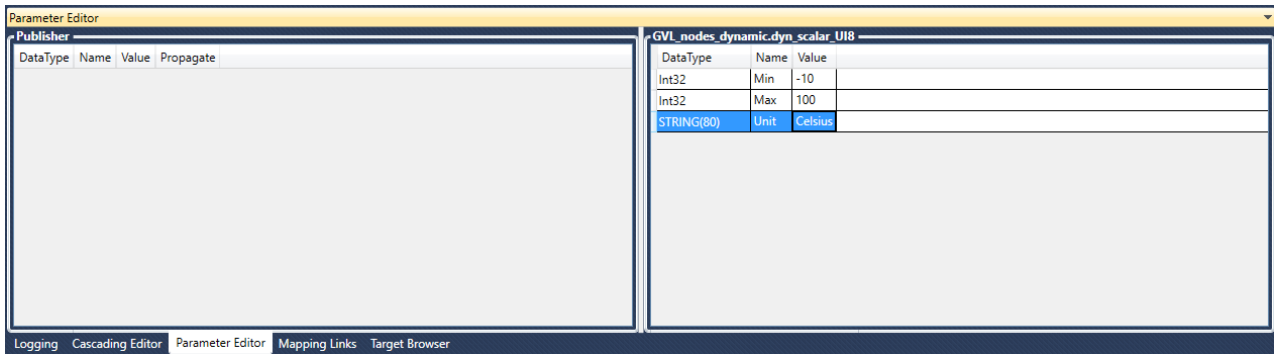 Parameter Editor
Publisher
DataType Name Value Propagate
GVL_nodes_dynamic.dyn_scalar_UI8
DataType Name Value
Int32 Min -10
Int32 Max 100
STRING(80) Unit Celsius
Logging Cascading Editor Parameter Editor Mapping Links Target Browser